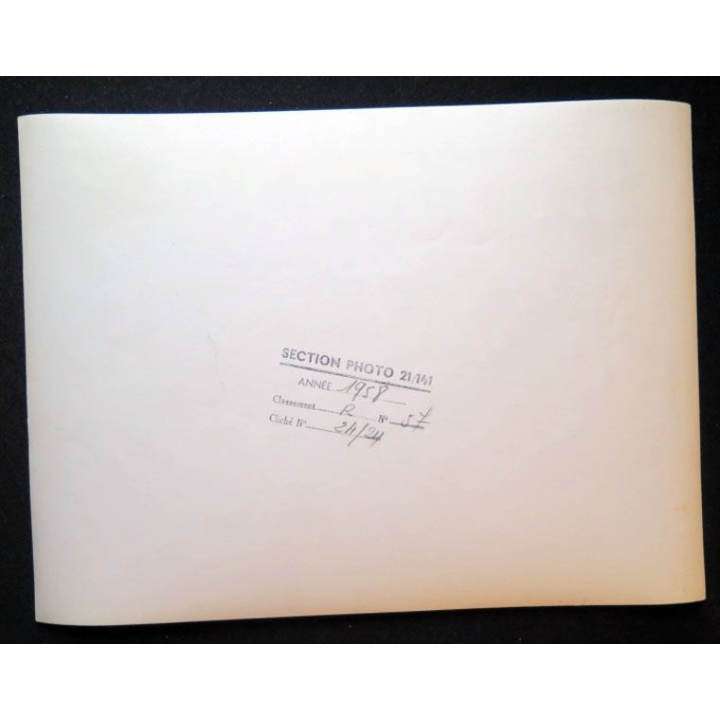 SECTION PHOTO 21/141
ANNÉE 1958
Classement R N° 57
Cliché N° 24/24